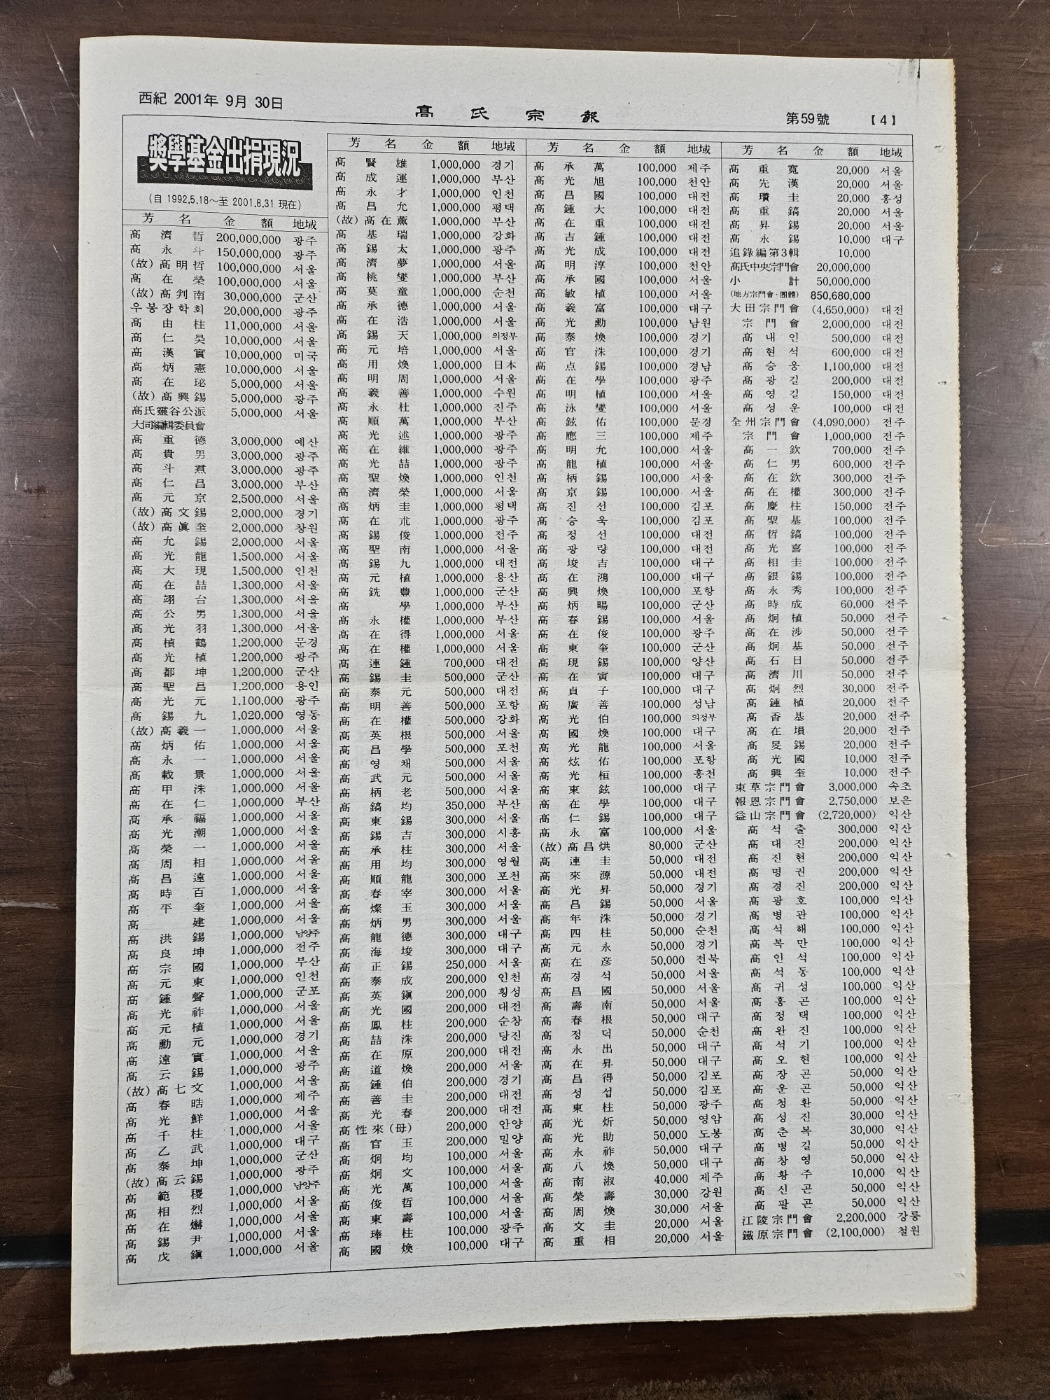 西紀 2001年 9月 30日
高氏宗報
第59號 【4】
奬學基金出捐現況
(自 1992.5.18~至 2001.8.31 現在)
芳名 金額 地域
高濟哲 200,000,000 광주
高永斗 150,000,000 광주
(故)高明哲 100,000,000 서울
高在榮 100,000,000 서울
(故)高判南 30,000,000 군산
우봉장학회 20,000,000 광주
高由柱 11,000,000 서울
高仁昊 10,000,000 서울
高漢實 10,000,000 미국
高炳憲 10,000,000 서울
高在珌 5,000,000 서울
(故)高興錫 5,000,000 광주
高氏靈谷公派 5,000,000 서울
大同編輯委員會
高重德 3,000,000 예산
高貴男 3,000,000 광주
高斗 3,000,000 광주
高仁昌 3,000,000 부산
高元京 2,500,000 서울
(故)高文錫 2,000,000 경기
(故)高眞奎 2,000,000 창원
高允錫 2,000,000 서울
高光龍 1,500,000 서울
高大現 1,500,000 인천
高在喆 1,300,000 서울
高翊台 1,300,000 서울
高公男 1,300,000 서울
高光羽 1,300,000 서울
高楨鶴 1,200,000 문경
高光植 1,200,000 광주
高都坤 1,200,000 군산
高聖昌 1,200,000 용인
高光元 1,100,000 광주
高錫九 1,020,000 영동
(故)高義一 1,000,000 서울
高炳佑 1,000,000 서울
高永一 1,000,000 서울
高載景 1,000,000 서울
高甲洙 1,000,000 서울
高在仁 1,000,000 부산
高承福 1,000,000 서울
高光潮 1,000,000 서울
高榮一 1,000,000 서울
高周相 1,000,000 서울
高昌遠 1,000,000 서울
高時百 1,000,000 서울
高平奎 1,000,000 서울
高建 1,000,000 서울
高洪錫 1,000,000 남양주
高良坤 1,000,000 전주
高宗國 1,000,000 부산
高元東 1,000,000 인천
高鍾聲 1,000,000 군포
高光祚 1,000,000 서울
高元植 1,000,000 경기
高勳元 1,000,000 서울
高遠實 1,000,000 광주
高云錫 1,000,000 서울
(故)高七文 1,000,000 제주
高春晧 1,000,000 서울
高光鮮 1,000,000 서울
高千柱 1,000,000 대구
高乙武 1,000,000 군산
高泰坤 1,000,000 광주
(故)高云錫 1,000,000 남양주
高範稷 1,000,000 서울
高相烈 1,000,000 서울
高在 1,000,000 서울
高錫尹 1,000,000 서울
高戊鎭 1,000,000 서울
芳名 金額 地域
高賢雄 1,000,000 경기
高成運 1,000,000 부산
高永才 1,000,000 인천
高昌允 1,000,000 평택
(故)高在薰 1,000,000 부산
高基瑞 1,000,000 강화
高錫太 1,000,000 광주
高濟夢 1,000,000 서울
高桃燮 1,000,000 부산
高莫童 1,000,000 순천
高承德 1,000,000 서울
高在浩 1,000,000 서울
高錫天 1,000,000 의정부
高元培 1,000,000 서울
高用煥 1,000,000 日本
高明周 1,000,000 서울
高義善 1,000,000 수원
高永杜 1,000,000 진주
高順萬 1,000,000 부산
高光述 1,000,000 광주
高在維 1,000,000 광주
高光喆 1,000,000 광주
高聖煥 1,000,000 인천
高濟榮 1,000,000 서울
高炳圭 1,000,000 평택
高在 1,000,000 광주
高錫俊 1,000,000 전주
高聖南 1,000,000 서울
高錫九 1,000,000 대전
高元植 1,000,000 용산
高銑豊 1,000,000 군산
高學 1,000,000 부산
高永權 1,000,000 부산
高在得 1,000,000 서울
高在權 1,000,000 서울
高連鍾 700,000 대전
高錫圭 500,000 군산
高泰元 500,000 대전
高明善 500,000 포항
高在權 500,000 강화
高英根 500,000 서울
高昌學 500,000 포천
高영채 500,000 서울
高武元 500,000 서울
高柄老 500,000 서울
高鎬均 350,000 부산
高東錫 300,000 서울
高錫吉 300,000 시흥
高承柱 300,000 서울
高用均 300,000 영월
高順龍 300,000 포천
高春宰 300,000 서울
高燦玉 300,000 서울
高炳男 300,000 서울
高龍德 300,000 대구
高海埈 300,000 대구
高正錫 250,000 서울
高泰成 200,000 인천
高英鎭 200,000 횡성
高光國 200,000 대전
高鳳柱 200,000 순창
高喆洙 200,000 당진
高在原 200,000 대전
高道煥 200,000 서울
高鍾伯 200,000 경기
高善圭 200,000 대전
高光春 200,000 대전
高性來(母) 200,000 안양
高官玉 200,000 밀양
高炯均 100,000 서울
高炯文 100,000 서울
高光萬 100,000 서울
高俊哲 100,000 서울
高東壽 100,000 서울
高琫柱 100,000 광주
高國煥 100,000 대구
芳名 金額 地域
高承萬 100,000 제주
高光旭 100,000 천안
高昌國 100,000 대전
高鍾大 100,000 대전
高在重 100,000 대전
高吉鍾 100,000 대전
高光成 100,000 대전
高明淳 100,000 천안
高承國 100,000 서울
高敏植 100,000 서울
高義富 100,000 대구
高光勳 100,000 남원
高泰煥 100,000 경기
高官洙 100,000 경기
高点錫 100,000 경남
高在學 100,000 광주
高明植 100,000 서울
高泳燮 100,000 서울
高鉉佑 100,000 문경
高應三 100,000 제주
高明允 100,000 서울
高龍植 100,000 서울
高柄錫 100,000 서울
高京錫 100,000 서울
高진선 100,000 김포
高승욱 100,000 김포
高정선 100,000 대전
高광랑 100,000 대전
高埈吉 100,000 대구
高在鴻 100,000 대구
高興煥 100,000 포항
高炳暘 100,000 군산
高春錫 100,000 서울
高在俊 100,000 광주
高東奎 100,000 군산
高現錫 100,000 양산
高在寅 100,000 대구
高貞子 100,000 대구
高廣善 100,000 성남
高光伯 100,000 의정부
高國煥 100,000 대구
高光龍 100,000 서울
高炫佑 100,000 포항
高光桓 100,000 홍천
高東鉉 100,000 대구
高在學 100,000 대구
高仁錫 100,000 대구
高永富 100,000 서울
(故)高昌烘 80,000 군산
高連圭 50,000 대전
高來源 50,000 대전
高光昇 50,000 경기
高昌錫 50,000 서울
高年洙 50,000 경기
高四柱 50,000 순천
高元永 50,000 경기
高在彦 50,000 전북
高경석 50,000 서울
高昌國 50,000 서울
高壽南 50,000 서울
高春根 50,000 대구
高정덕 50,000 순천
高永出 50,000 대구
高在昇 50,000 대구
高昌得 50,000 김포
高성섭 50,000 김포
高東柱 50,000 광주
高光炘 50,000 영암
高光助 50,000 도봉
高永祚 50,000 대구
高八煥 50,000 대구
高南淑 40,000 제주
高榮壽 30,000 강원
高周煥 30,000 서울
高文圭 20,000 서울
高重相 20,000 서울
芳名 金額 地域
高重寬 20,000 서울
高先漢 20,000 서울
高瓚圭 20,000 홍성
高重鎬 20,000 서울
高昇錫 20,000 서울
高永錫 10,000 대구
追錄編第3輯 10,000
高氏中央宗門會 20,000,000
小計 50,000,000
(地方宗門會·團體) 850,680,000
大田宗門會 (4,650,000) 대전
宗門會 2,000,000 대전
高내인 500,000 대전
高현석 600,000 대전
高승웅 1,100,000 대전
高광길 200,000 대전
高영길 150,000 대전
高성운 100,000 대전
全州宗門會 (4,090,000) 전주
宗門會 1,000,000 전주
高一欽 700,000 전주
高仁男 600,000 전주
高在欽 300,000 전주
高在權 300,000 전주
高慶柱 150,000 전주
高聖基 100,000 전주
高哲鎬 100,000 전주
高光喜 100,000 전주
高相圭 100,000 전주
高銀錫 100,000 전주
高永秀 100,000 전주
高時成 60,000 전주
高炯植 50,000 전주
高在涉 50,000 전주
高炯基 50,000 전주
高石日 50,000 전주
高濟川 50,000 전주
高炯烈 30,000 전주
高鍾植 20,000 전주
高香基 20,000 전주
高在塤 20,000 전주
高旻錫 20,000 전주
高光國 10,000 전주
高興奎 10,000 전주
東草宗門會 3,000,000 속초
報恩宗門會 2,750,000 보은
益山宗門會 (2,720,000) 익산
高석출 300,000 익산
高대진 200,000 익산
高진현 200,000 익산
高명권 200,000 익산
高경진 200,000 익산
高광호 100,000 익산
高병관 100,000 익산
高석해 100,000 익산
高복만 100,000 익산
高인석 100,000 익산
高석동 100,000 익산
高귀성 100,000 익산
高홍곤 100,000 익산
高정택 100,000 익산
高완진 100,000 익산
高석기 100,000 익산
高오현 100,000 익산
高장곤 50,000 익산
高운곤 50,000 익산
高청환 50,000 익산
高성진 30,000 익산
高춘복 30,000 익산
高병길 50,000 익산
高창영 50,000 익산
高황주 10,000 익산
高신곤 50,000 익산
高팔곤 50,000 익산
江陵宗門會 2,200,000 강릉
鐵原宗門會 (2,100,000) 철원